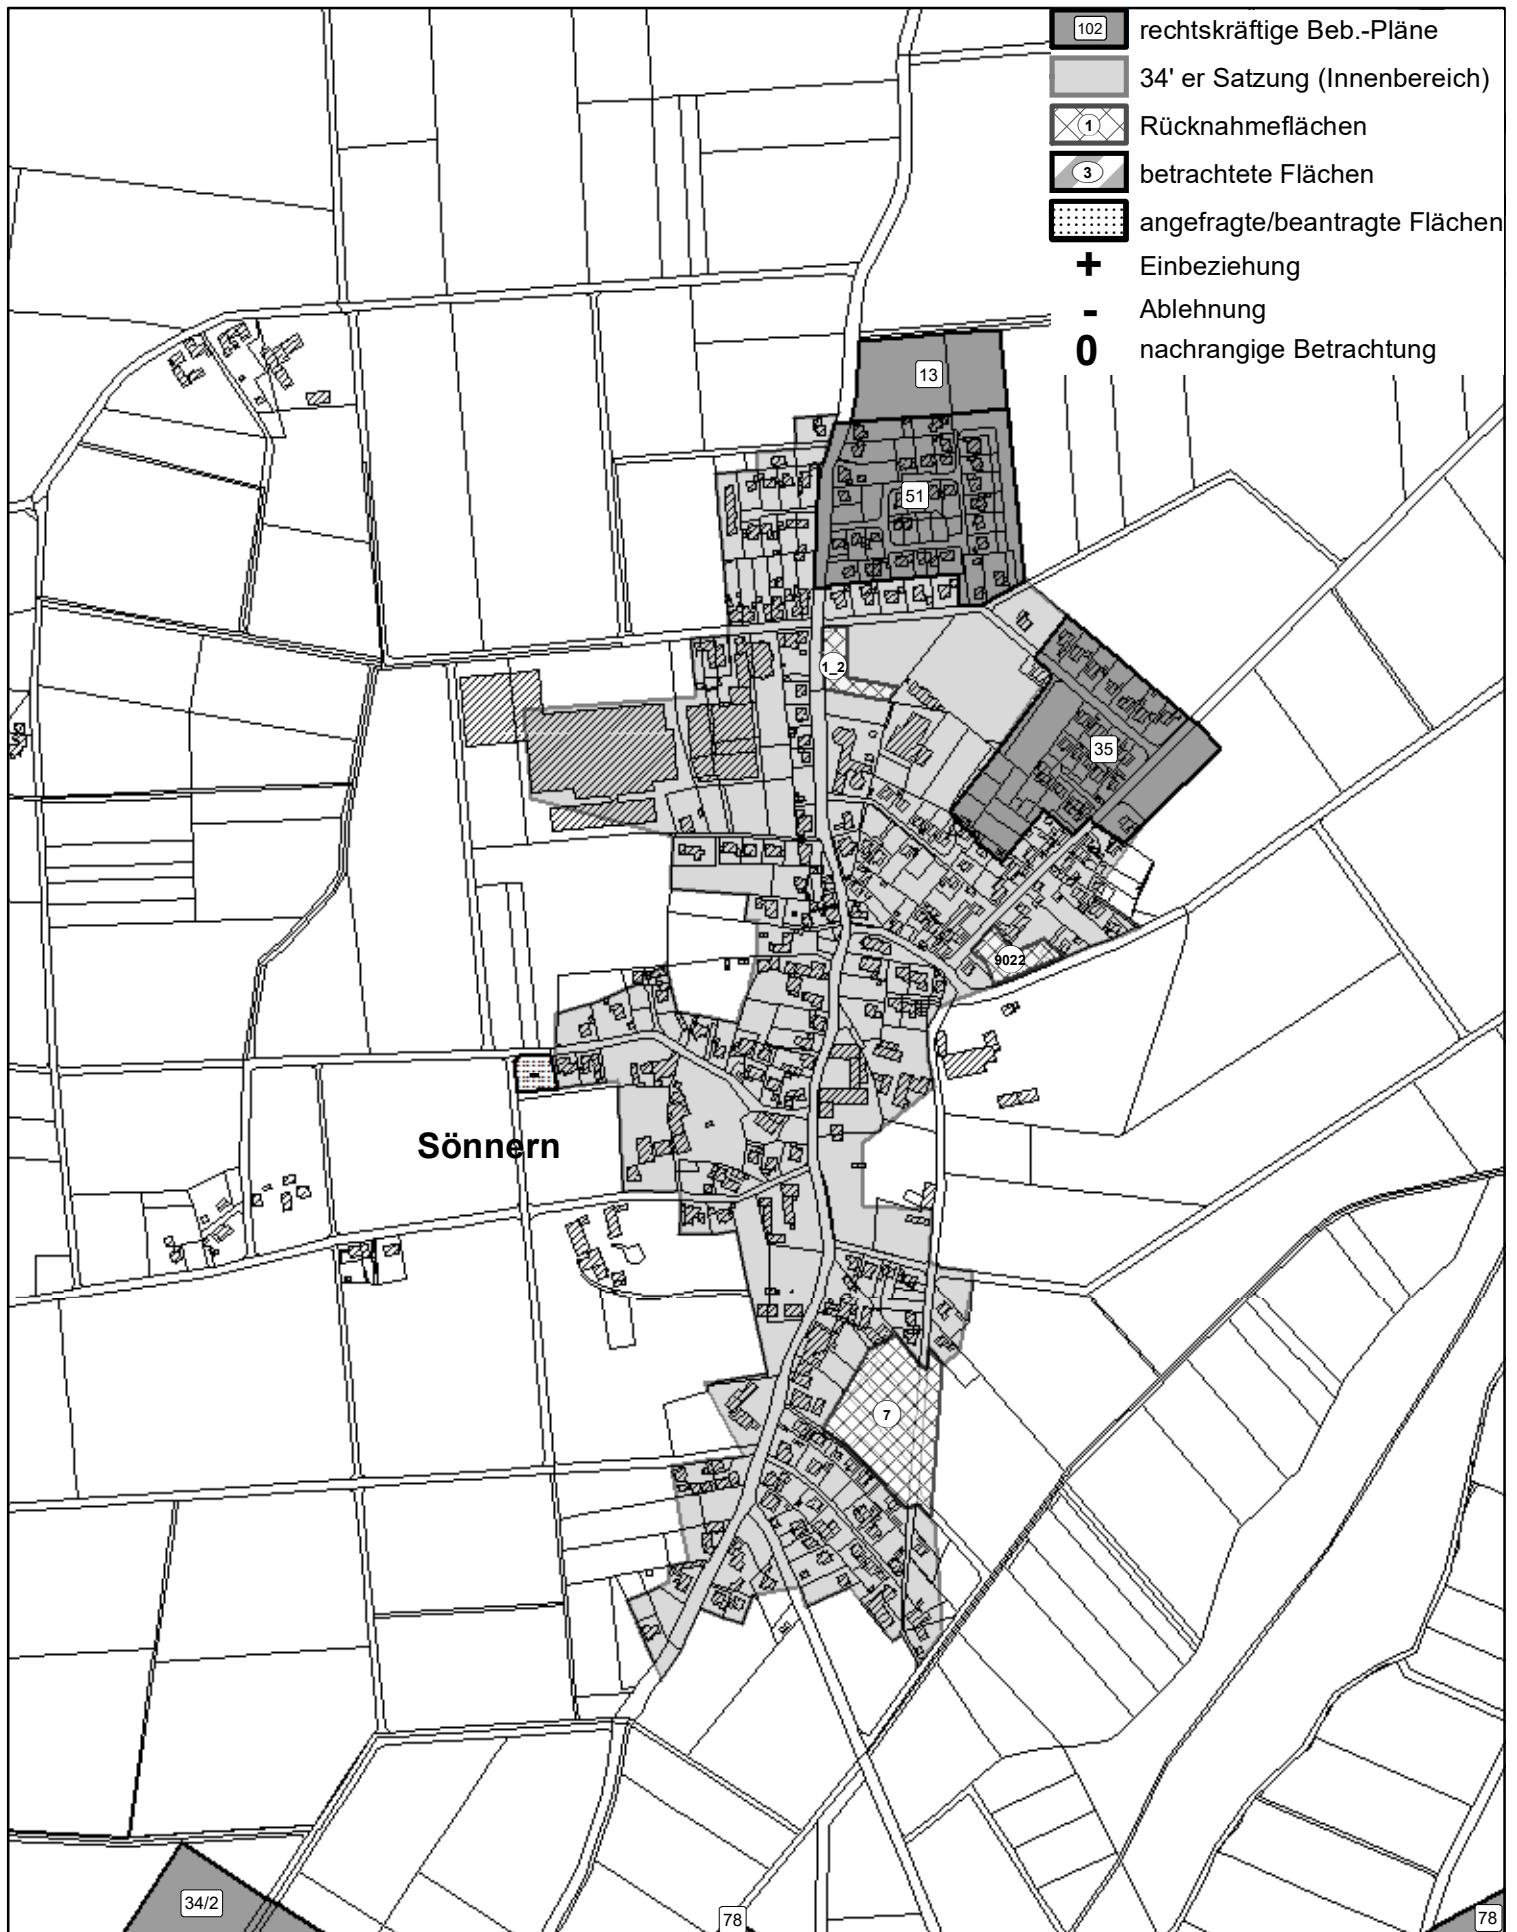 102 rechtskräftige Beb.-Pläne
34' er Satzung (Innenbereich)
1 Rücknahmeflächen
3 betrachtete Flächen
angefragte/beantragte Flächen
+ Einbeziehung
- Ablehnung
0 nachrangige Betrachtung
13
51
1_2
35
9022
-
Sönnern
7
34/2
78
78